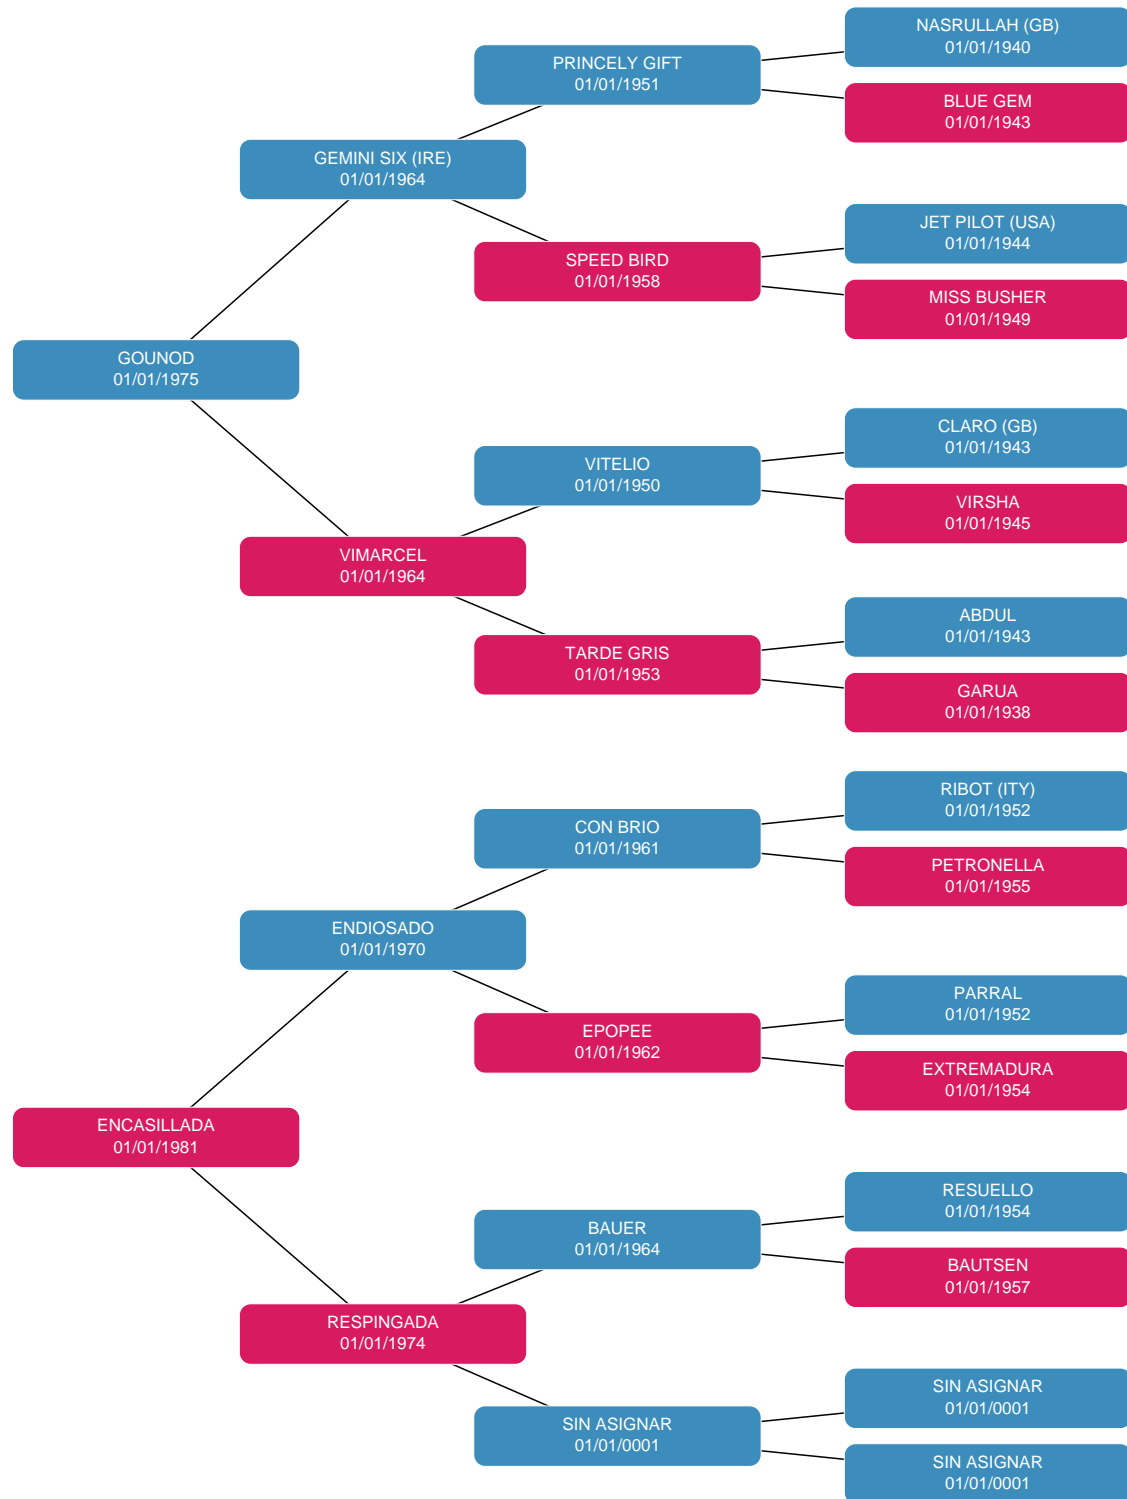 NASRULLAH (GB)
01/01/1940
PRINCELY GIFT
01/01/1951
BLUE GEM
01/01/1943
GEMINI SIX (IRE)
01/01/1964
JET PILOT (USA)
01/01/1944
SPEED BIRD
01/01/1958
MISS BUSHER
01/01/1949
GOUNOD
01/01/1975
CLARO (GB)
01/01/1943
VITELIO
01/01/1950
VIRSHA
01/01/1945
VIMARCEL
01/01/1964
ABDUL
01/01/1943
TARDE GRIS
01/01/1953
GARUA
01/01/1938
RIBOT (ITY)
01/01/1952
CON BRIO
01/01/1961
PETRONELLA
01/01/1955
ENDIOSADO
01/01/1970
PARRAL
01/01/1952
EPOPEE
01/01/1962
EXTREMADURA
01/01/1954
ENCASILLADA
01/01/1981
RESUELLO
01/01/1954
BAUER
01/01/1964
BAUTSEN
01/01/1957
RESPINGADA
01/01/1974
SIN ASIGNAR
01/01/0001
SIN ASIGNAR
01/01/0001
SIN ASIGNAR
01/01/0001